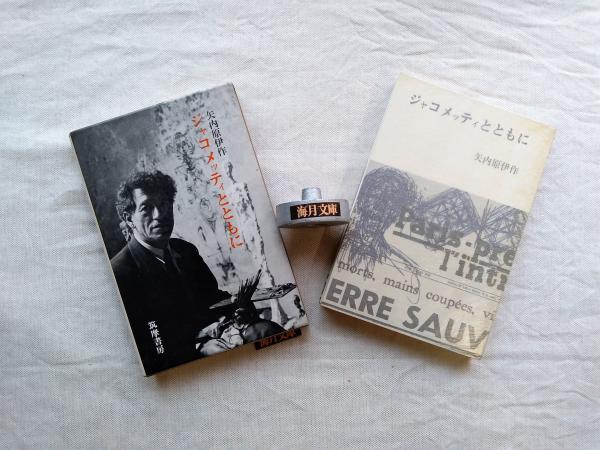 矢内原伊作
ジャコメッティとともに
筑摩書房
海月文庫
海月文庫
ジャコメッティとともに
矢内原伊作
Paris-pre
l'intr
morts, mains coupées, vi
ERRE SAUV